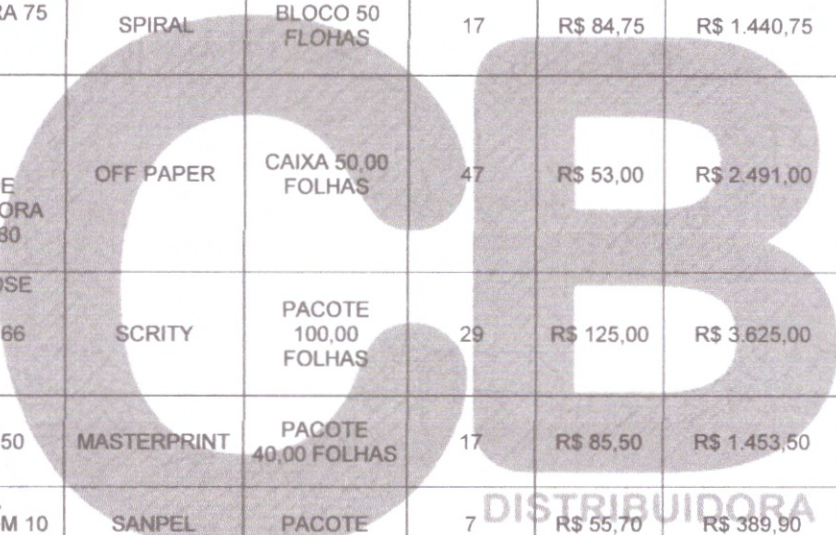 RA 75 SPIRAL BLOCO 50 FLOHAS 17 R$ 84,75 R$ 1.440,75
E ORA 80 OFF PAPER CAIXA 50,00 FOLHAS 47 R$ 53,00 R$ 2.491,00
OSE 66 SCRITY PACOTE 100,00 FOLHAS 29 R$ 125,00 R$ 3.625,00
50 MASTERPRINT PACOTE 40,00 FOLHAS 17 R$ 85,50 R$ 1.453,50
M 10 SANPEL PACOTE 7 R$ 55,70 R$ 389,90
CB
DISTRIBUIDORA